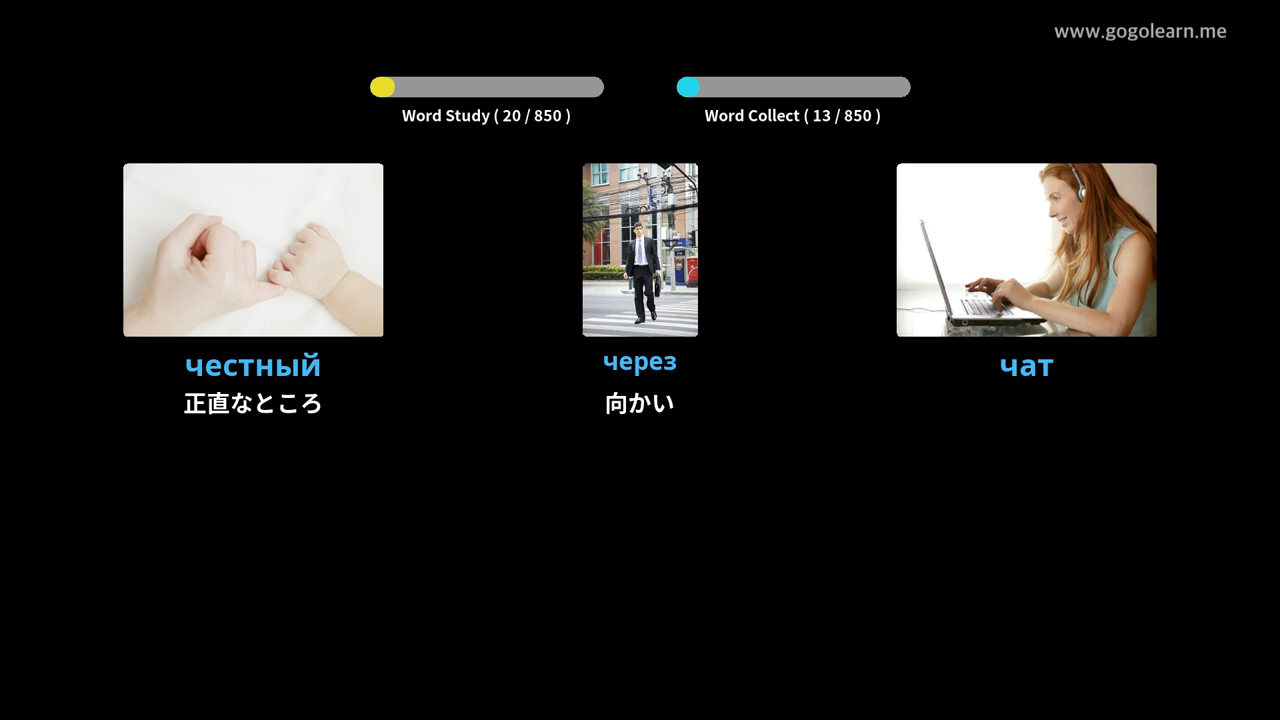 www.gogolearn.me
Word Study ( 20 / 850 )
Word Collect ( 13 / 850 )
честный
через
чат
正直なところ
向かい